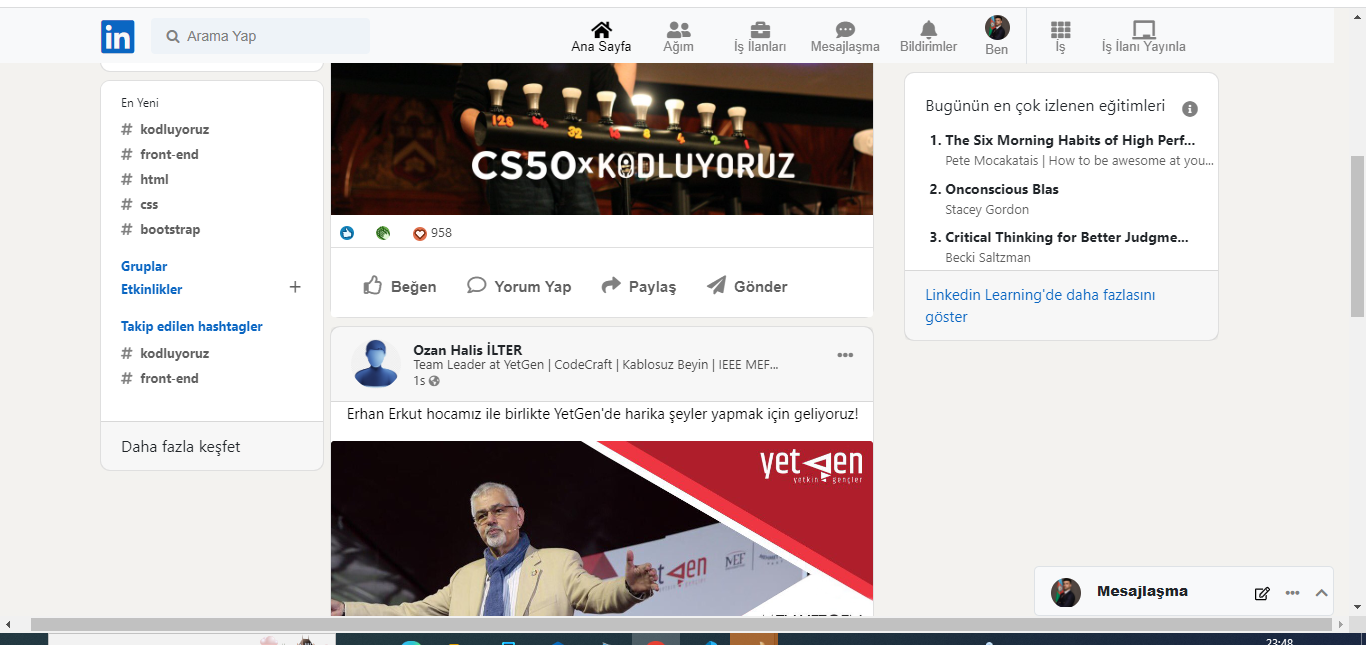 in
Arama Yap
Ana Sayfa
Ağım
İş İlanları
Mesajlaşma
Bildirimler
Ben
İş
İş İlanı Yayınla
En Yeni
# kodluyoruz
# front-end
# html
# css
# bootstrap
Gruplar
Etkinlikler
+
Takip edilen hashtagler
# kodluyoruz
# front-end
Daha fazla keşfet
128 64 32 16 8 4 2 1
CS50xKODLUYORUZ
958
Beğen
Yorum Yap
Paylaş
Gönder
Ozan Halis İLTER
Team Leader at YetGen | CodeCraft | Kablosuz Beyin | IEEE MEF...
1s
Erhan Erkut hocamız ile birlikte YetGen'de harika şeyler yapmak için geliyoruz!
yetgen
yetkin gençler
MEF
Bugünün en çok izlenen eğitimleri
1. The Six Morning Habits of High Perf...
Pete Mocakatais | How to be awesome at you...
2. Onconscious Blas
Stacey Gordon
3. Critical Thinking for Better Judgme...
Becki Saltzman
Linkedin Learning'de daha fazlasını
göster
Mesajlaşma
23:48